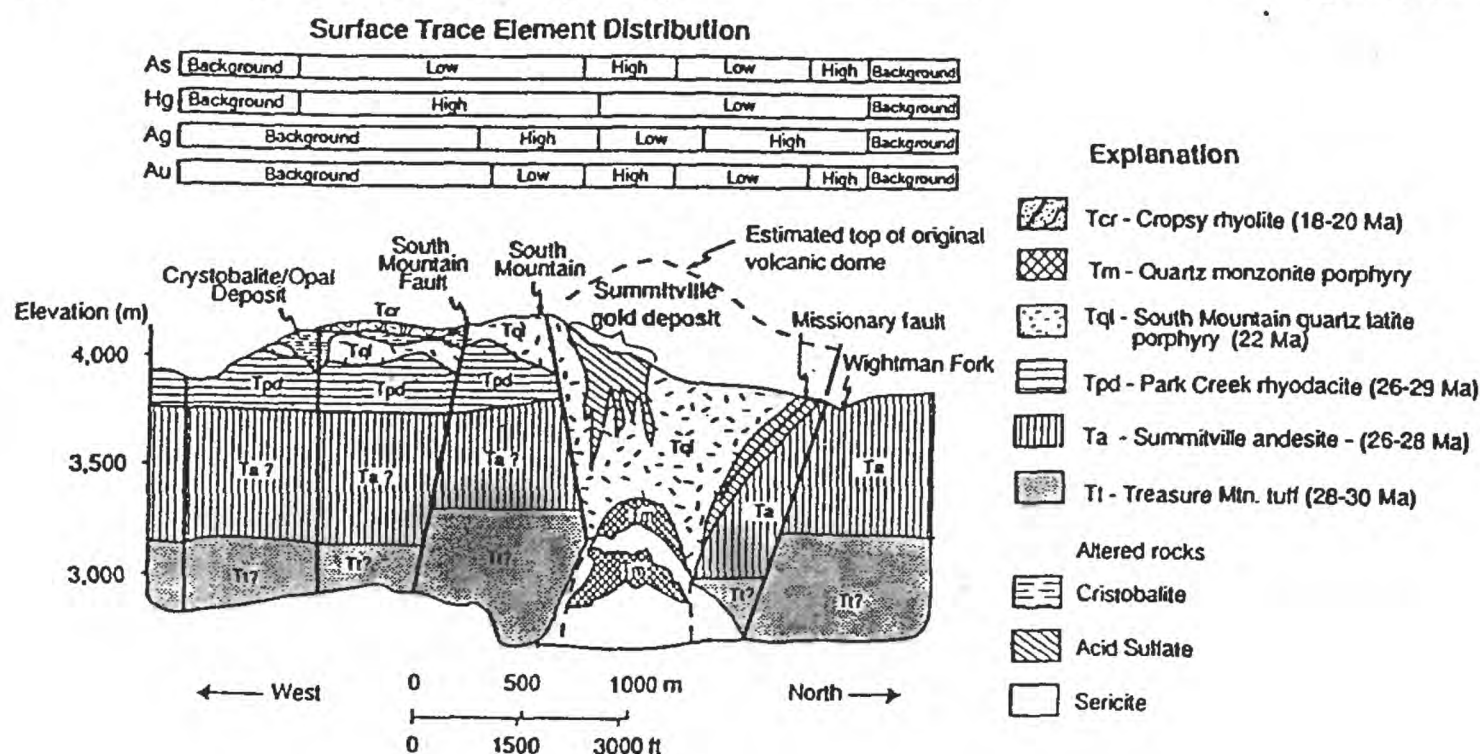 Surface Trace Element Distribution
As Background Low High Low High Background
Hg Background High Low Background
Ag Background High Low High Background
Au Background Low High Low High Background
Explanation
Tcr - Cropsy rhyolite (18-20 Ma)
Tm - Quartz monzonite porphyry
Tql - South Mountain quartz latite
porphyry (22 Ma)
Tpd - Park Creek rhyodacite (26-29 Ma)
Ta - Summitville andesite - (26-28 Ma)
Tt - Treasure Mtn. tuff (28-30 Ma)
Altered rocks
Cristobalite
Acid Sulfate
Sericite
Estimated top of original
volcanic dome
South
Mountain
Fault
South
Mountain
Crystobalite/Opal
Deposit
Summitville
gold deposit
Missionary fault
Wightman Fork
Elevation (m)
4,000
3,500
3,000
Tcr
Tql
Tql
Tpd
Tpd
Tpd
Tql
Ta ?
Ta ?
Ta ?
Ta
Ta
Tt?
Tt?
Tt?
Tt?
Tt?
West
North
0 500 1000 m
0 1500 3000 ft